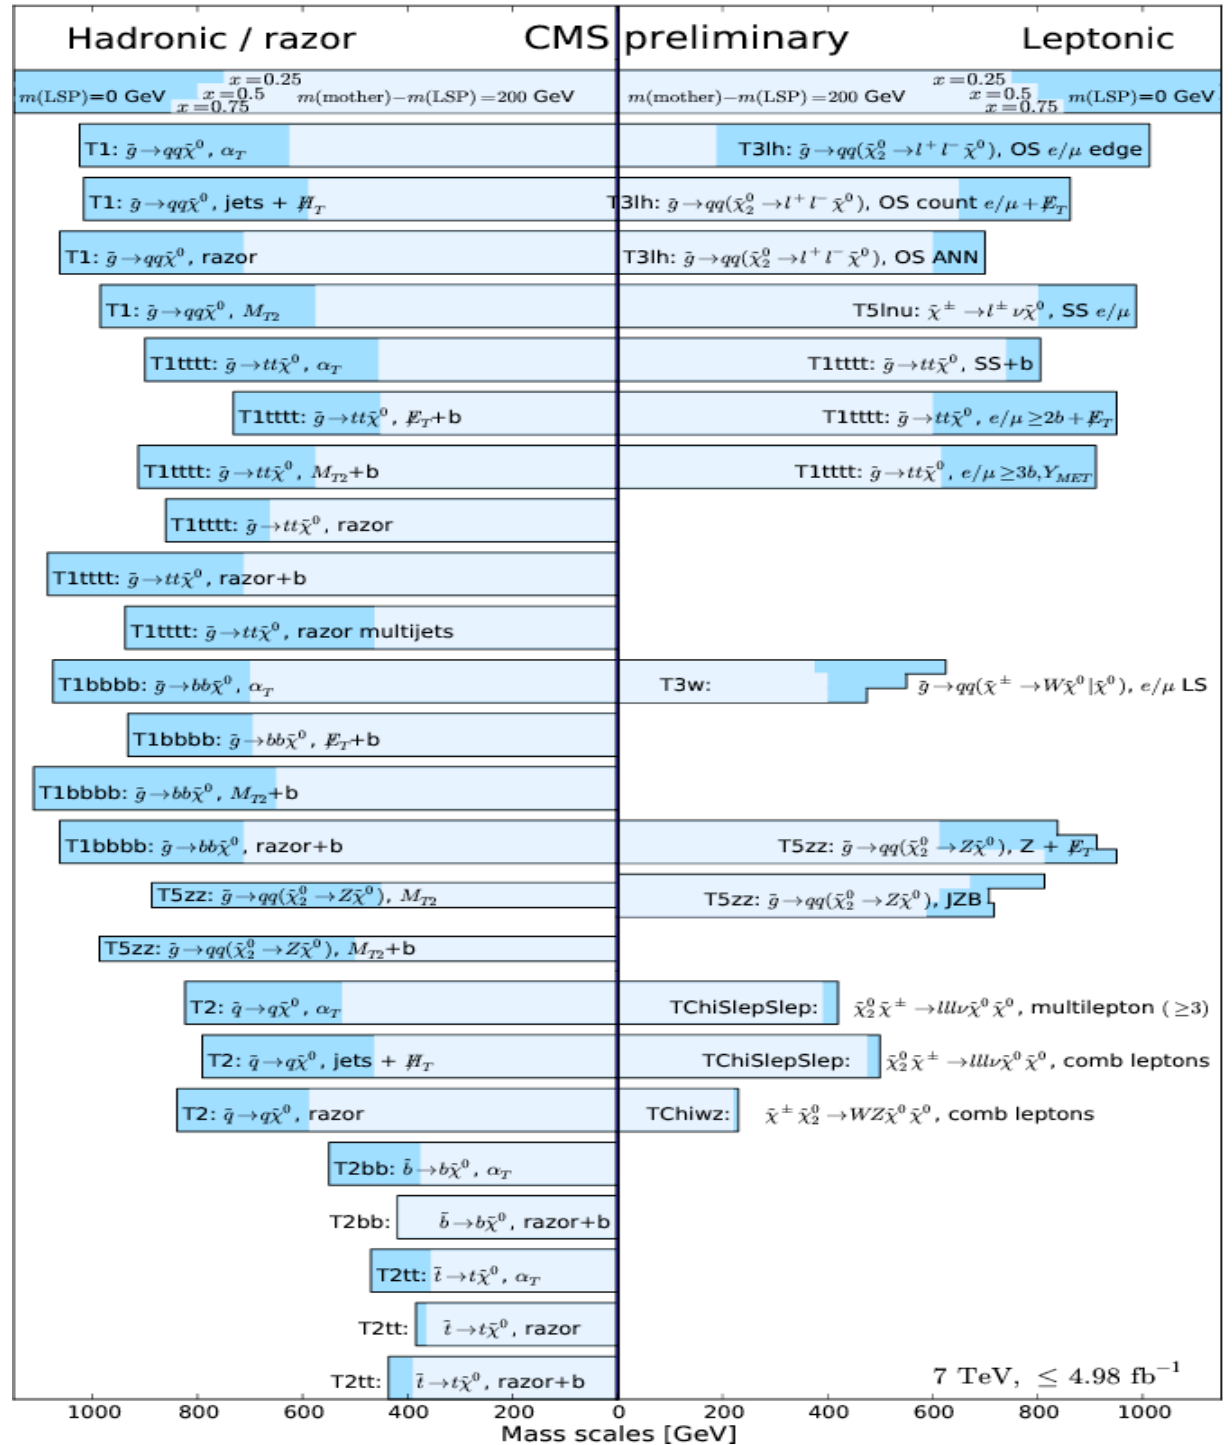 Hadronic / razor CMS preliminary Leptonic
x=0.25 x=0.25
m(LSP)=0 GeV x=0.5 m(mother)−m(LSP)=200 GeV m(mother)−m(LSP)=200 GeV x=0.5 m(LSP)=0 GeV
x=0.75 x=0.75
T1: g̃→qqχ̃⁰, α_T T3lh: g̃→qq(χ̃₂⁰→l⁺l⁻χ̃⁰), OS e/μ edge
T1: g̃→qqχ̃⁰, jets + H̸_T T3lh: g̃→qq(χ̃₂⁰→l⁺l⁻χ̃⁰), OS count e/μ+E̸_T
T1: g̃→qqχ̃⁰, razor T3lh: g̃→qq(χ̃₂⁰→l⁺l⁻χ̃⁰), OS ANN
T1: g̃→qqχ̃⁰, M_T2 T5lnu: χ̃±→l±νχ̃⁰, SS e/μ
T1tttt: g̃→ttχ̃⁰, α_T T1tttt: g̃→ttχ̃⁰, SS+b
T1tttt: g̃→ttχ̃⁰, E̸_T+b T1tttt: g̃→ttχ̃⁰, e/μ≥2b+E̸_T
T1tttt: g̃→ttχ̃⁰, M_T2+b T1tttt: g̃→ttχ̃⁰, e/μ≥3b,Y_MET
T1tttt: g̃→ttχ̃⁰, razor
T1tttt: g̃→ttχ̃⁰, razor+b
T1tttt: g̃→ttχ̃⁰, razor multijets
T1bbbb: g̃→bbχ̃⁰, α_T T3w: g̃→qq(χ̃±→Wχ̃⁰|χ̃⁰), e/μ LS
T1bbbb: g̃→bbχ̃⁰, E̸_T+b
T1bbbb: g̃→bbχ̃⁰, M_T2+b
T1bbbb: g̃→bbχ̃⁰, razor+b T5zz: g̃→qq(χ̃₂⁰→Zχ̃⁰), Z + E̸_T
T5zz: g̃→qq(χ̃₂⁰→Zχ̃⁰), M_T2 T5zz: g̃→qq(χ̃₂⁰→Zχ̃⁰), JZB
T5zz: g̃→qq(χ̃₂⁰→Zχ̃⁰), M_T2+b
T2: q̃→qχ̃⁰, α_T TChiSlepSlep: χ̃₂⁰χ̃±→lllνχ̃⁰χ̃⁰, multilepton (≥3)
T2: q̃→qχ̃⁰, jets + H̸_T TChiSlepSlep: χ̃₂⁰χ̃±→lllνχ̃⁰χ̃⁰, comb leptons
T2: q̃→qχ̃⁰, razor TChiwz: χ̃±χ̃₂⁰→WZχ̃⁰χ̃⁰, comb leptons
T2bb: b̃→bχ̃⁰, α_T
T2bb: b̃→bχ̃⁰, razor+b
T2tt: t̃→tχ̃⁰, α_T
T2tt: t̃→tχ̃⁰, razor
T2tt: t̃→tχ̃⁰, razor+b 7 TeV, ≤ 4.98 fb⁻¹
1000 800 600 400 200 0 200 400 600 800 1000
Mass scales [GeV]